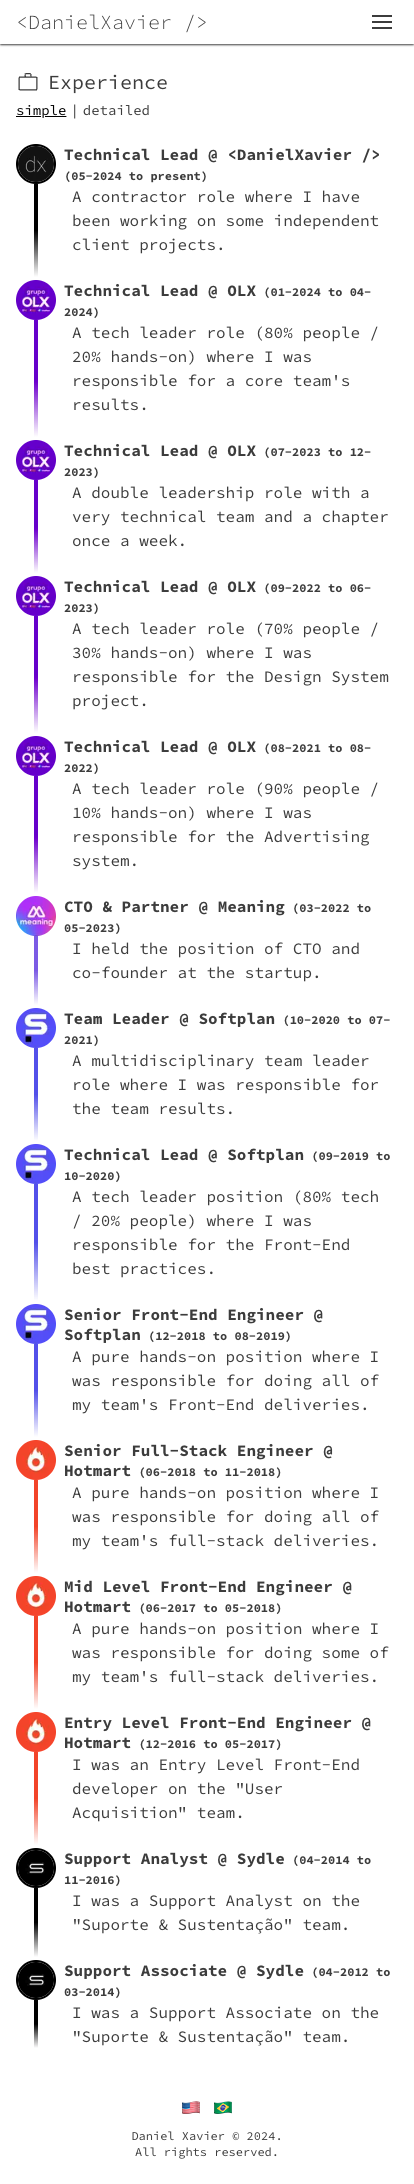 <DanielXavier />
Experience
simple | detailed
dx
Technical Lead @ <DanielXavier />
(05-2024 to present)
A contractor role where I have
been working on some independent
client projects.
grupo
OLX
Technical Lead @ OLX (01-2024 to 04-
2024)
A tech leader role (80% people /
20% hands-on) where I was
responsible for a core team's
results.
grupo
OLX
Technical Lead @ OLX (07-2023 to 12-
2023)
A double leadership role with a
very technical team and a chapter
once a week.
grupo
OLX
Technical Lead @ OLX (09-2022 to 06-
2023)
A tech leader role (70% people /
30% hands-on) where I was
responsible for the Design System
project.
grupo
OLX
Technical Lead @ OLX (08-2021 to 08-
2022)
A tech leader role (90% people /
10% hands-on) where I was
responsible for the Advertising
system.
meaning
CTO & Partner @ Meaning (03-2022 to
05-2023)
I held the position of CTO and
co-founder at the startup.
Team Leader @ Softplan (10-2020 to 07-
2021)
A multidisciplinary team leader
role where I was responsible for
the team results.
Technical Lead @ Softplan (09-2019 to
10-2020)
A tech leader position (80% tech
/ 20% people) where I was
responsible for the Front-End
best practices.
Senior Front-End Engineer @
Softplan (12-2018 to 08-2019)
A pure hands-on position where I
was responsible for doing all of
my team's Front-End deliveries.
Senior Full-Stack Engineer @
Hotmart (06-2018 to 11-2018)
A pure hands-on position where I
was responsible for doing all of
my team's full-stack deliveries.
Mid Level Front-End Engineer @
Hotmart (06-2017 to 05-2018)
A pure hands-on position where I
was responsible for doing some of
my team's full-stack deliveries.
Entry Level Front-End Engineer @
Hotmart (12-2016 to 05-2017)
I was an Entry Level Front-End
developer on the "User
Acquisition" team.
Support Analyst @ Sydle (04-2014 to
11-2016)
I was a Support Analyst on the
"Suporte & Sustentação" team.
Support Associate @ Sydle (04-2012 to
03-2014)
I was a Support Associate on the
"Suporte & Sustentação" team.
Daniel Xavier © 2024.
All rights reserved.